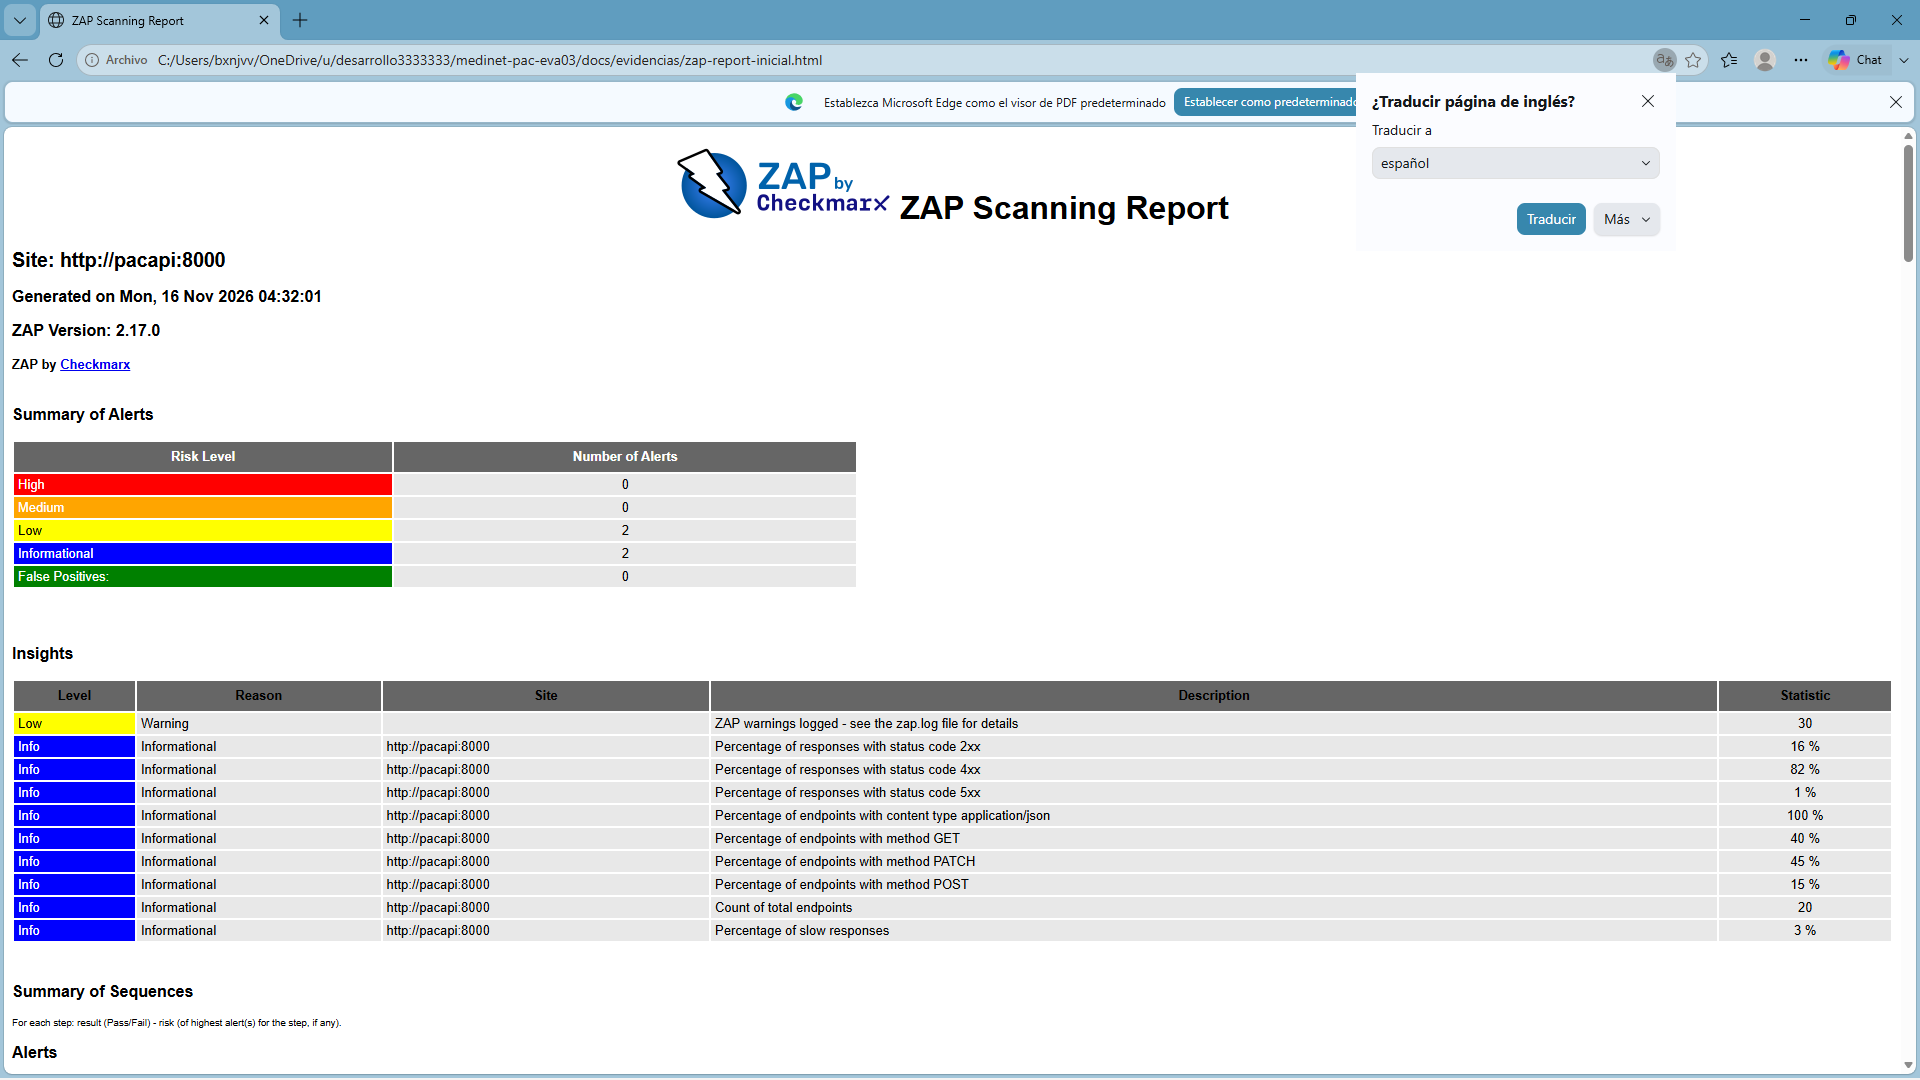 ZAP Scanning Report
Archivo C:/Users/bxnjvv/OneDrive/u/desarrollo3333333/medinet-pac-eva03/docs/evidencias/zap-report-inicial.html
Chat
Establezca Microsoft Edge como el visor de PDF predeterminado Establecer como predeterminado
¿Traducir página de inglés?
Traducir a
español
Traducir Más
ZAP by Checkmarx ZAP Scanning Report
Site: http://pacapi:8000
Generated on Mon, 16 Nov 2026 04:32:01
ZAP Version: 2.17.0
ZAP by Checkmarx
Summary of Alerts
Risk Level Number of Alerts
High 0
Medium 0
Low 2
Informational 2
False Positives: 0
Insights
Level Reason Site Description Statistic
Low Warning ZAP warnings logged - see the zap.log file for details 30
Info Informational http://pacapi:8000 Percentage of responses with status code 2xx 16 %
Info Informational http://pacapi:8000 Percentage of responses with status code 4xx 82 %
Info Informational http://pacapi:8000 Percentage of responses with status code 5xx 1 %
Info Informational http://pacapi:8000 Percentage of endpoints with content type application/json 100 %
Info Informational http://pacapi:8000 Percentage of endpoints with method GET 40 %
Info Informational http://pacapi:8000 Percentage of endpoints with method PATCH 45 %
Info Informational http://pacapi:8000 Percentage of endpoints with method POST 15 %
Info Informational http://pacapi:8000 Count of total endpoints 20
Info Informational http://pacapi:8000 Percentage of slow responses 3 %
Summary of Sequences
For each step: result (Pass/Fail) - risk (of highest alert(s) for the step, if any).
Alerts